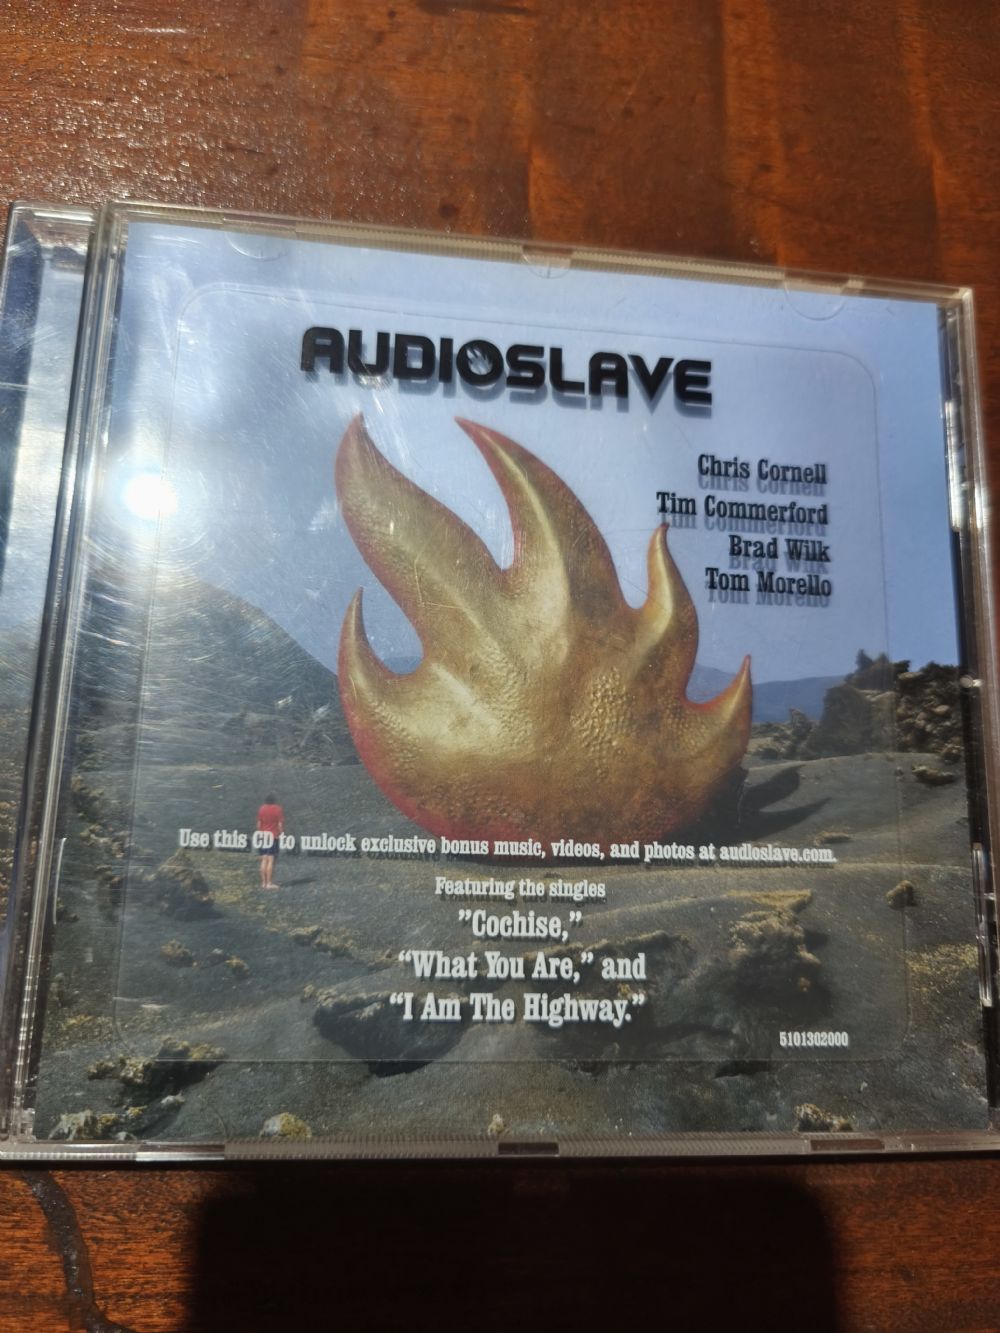 AUDIOSLAVE
Chris Cornell
Tim Commerford
Brad Wilk
Tom Morello
Use this CD to unlock exclusive bonus music, videos, and photos at audioslave.com.
Featuring the singles
”Cochise,”
“What You Are,” and
“I Am The Highway.”
5101302000